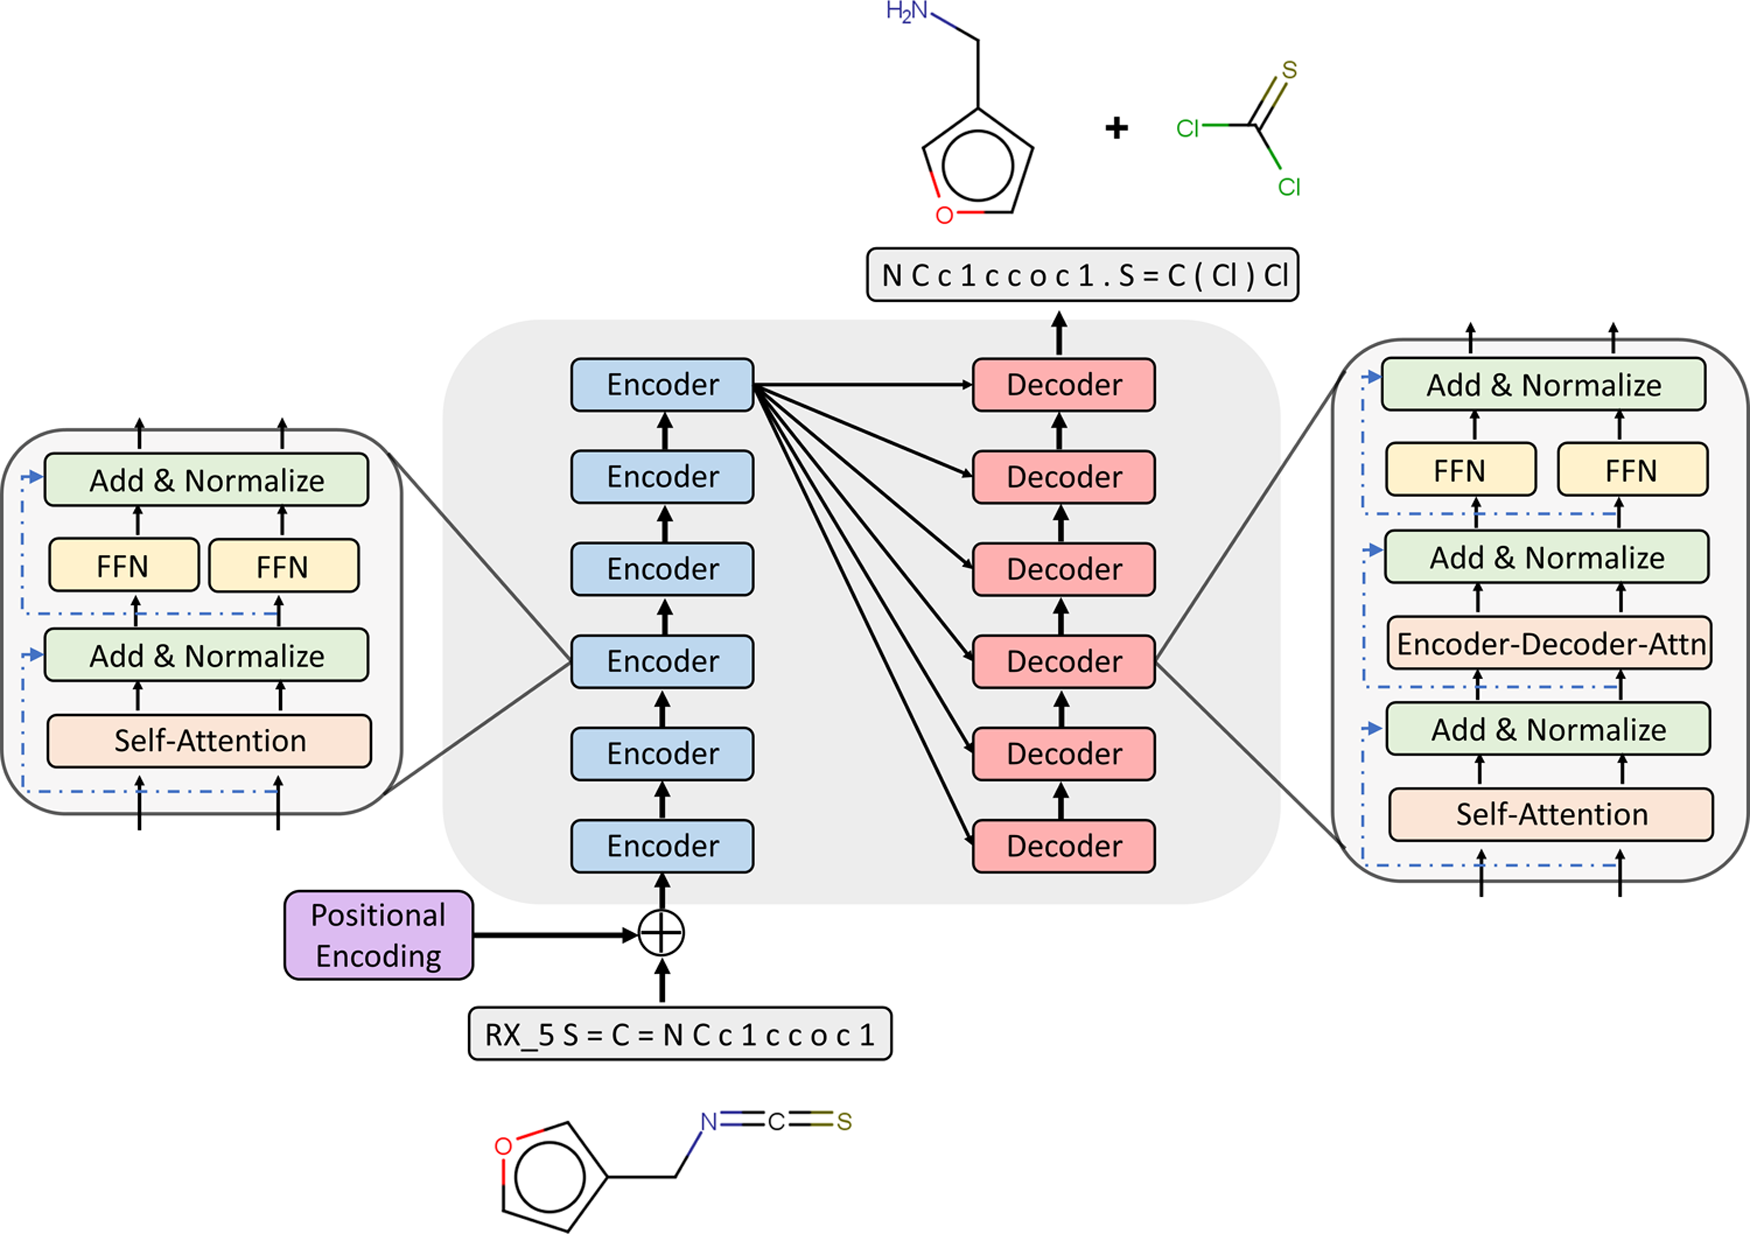 H₂N
S
Cl
+
Cl
O
N C c 1 c c o c 1 . S = C ( Cl ) Cl
Encoder
Encoder
Encoder
Encoder
Encoder
Encoder
Decoder
Decoder
Decoder
Decoder
Decoder
Decoder
Add & Normalize
FFN FFN
Add & Normalize
Self-Attention
Add & Normalize
FFN FFN
Add & Normalize
Encoder-Decoder-Attn
Add & Normalize
Self-Attention
Positional
Encoding
RX_5 S = C = N C c 1 c c o c 1
N C S
O